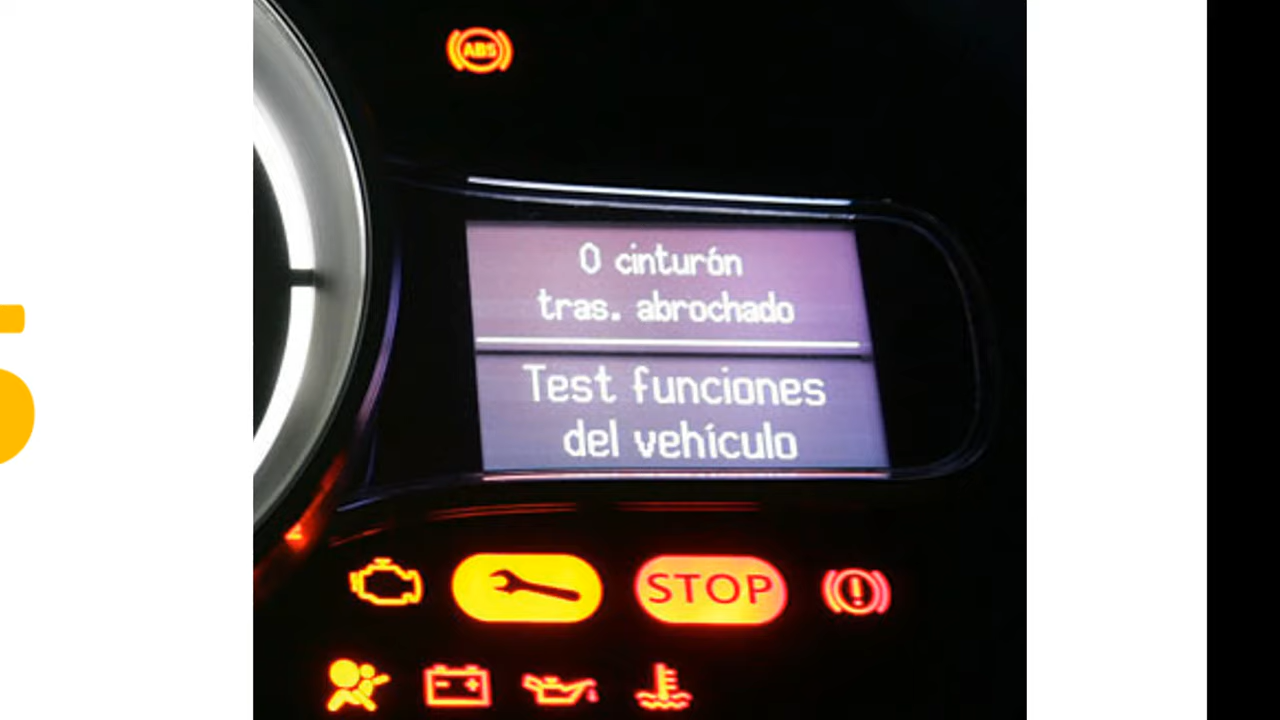 ABS
0 cinturón
tras. abrochado
Test funciones
del vehículo
STOP